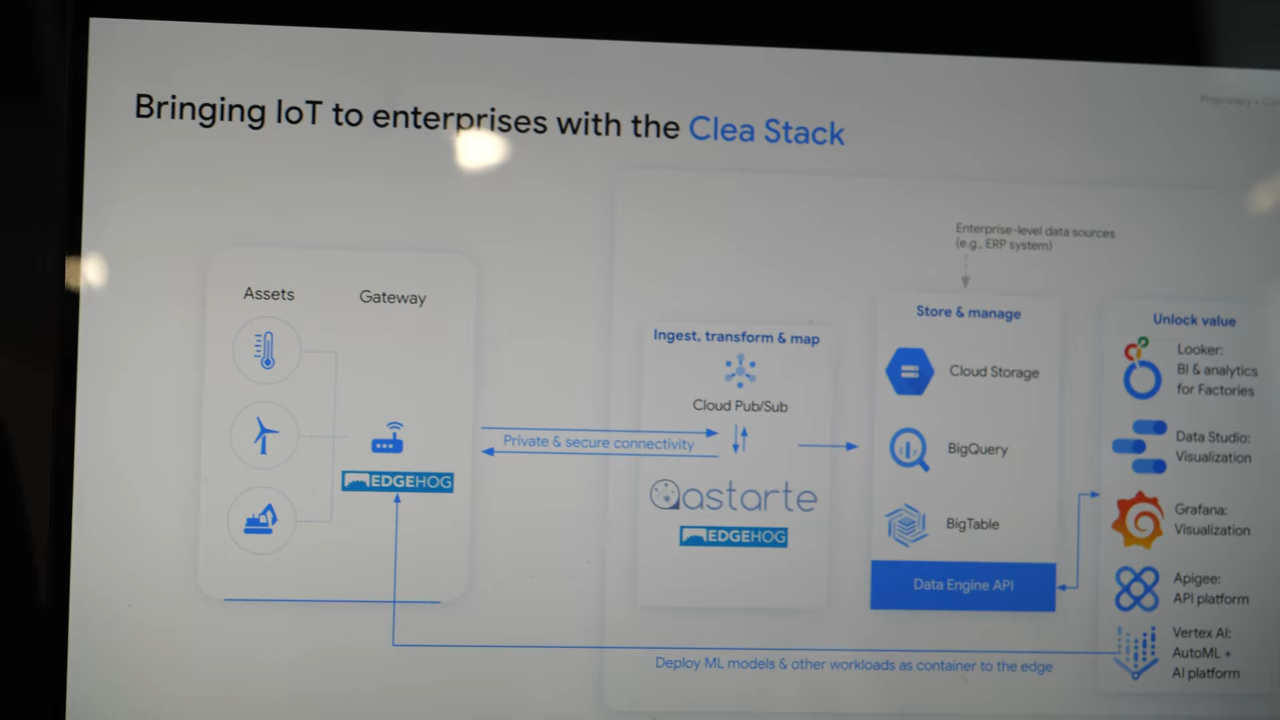 Bringing IoT to enterprises with the Clea Stack
Enterprise-level data sources
(e.g., ERP system)
Assets
Gateway
EDGEHOG
Private & secure connectivity
Ingest, transform & map
Cloud Pub/Sub
astarte
EDGEHOG
Store & manage
Cloud Storage
BigQuery
BigTable
Data Engine API
Unlock value
Looker:
BI & analytics
for Factories
Data Studio:
Visualization
Grafana:
Visualization
Apigee:
API platform
Vertex AI:
AutoML +
AI platform
Deploy ML models & other workloads as container to the edge